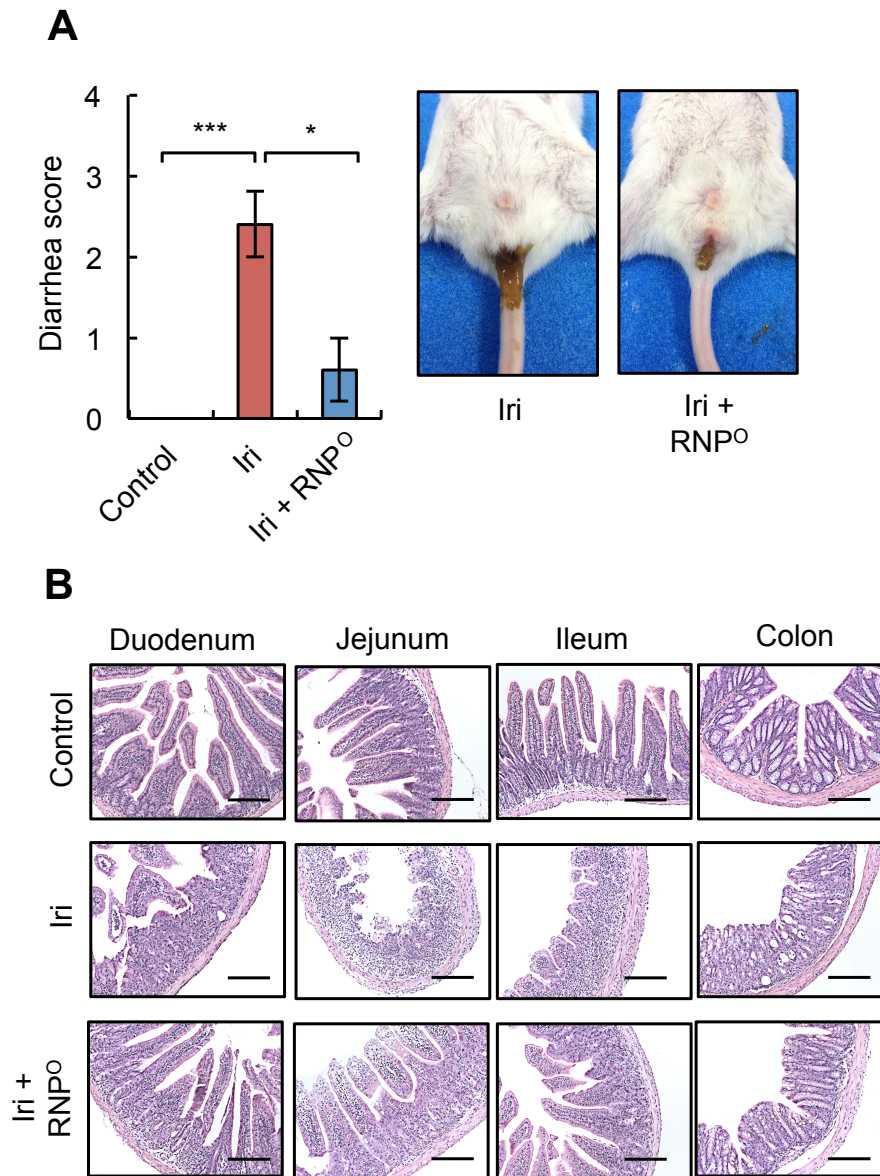 A
4
3
2
1
0
Diarrhea score
***
*
Control
Iri
Iri + RNPᴼ
Iri
Iri +
RNPᴼ
B
Duodenum
Jejunum
Ileum
Colon
Control
Iri
Iri +
RNPᴼ